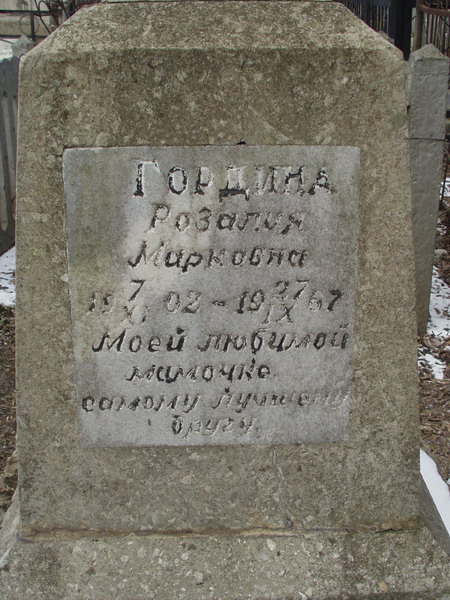 ГОРДИНА
Розалия
Марковна
19 7/XI 02 - 19 27/IX 67
Моей любимой
мамочке
самому лучшему
другу